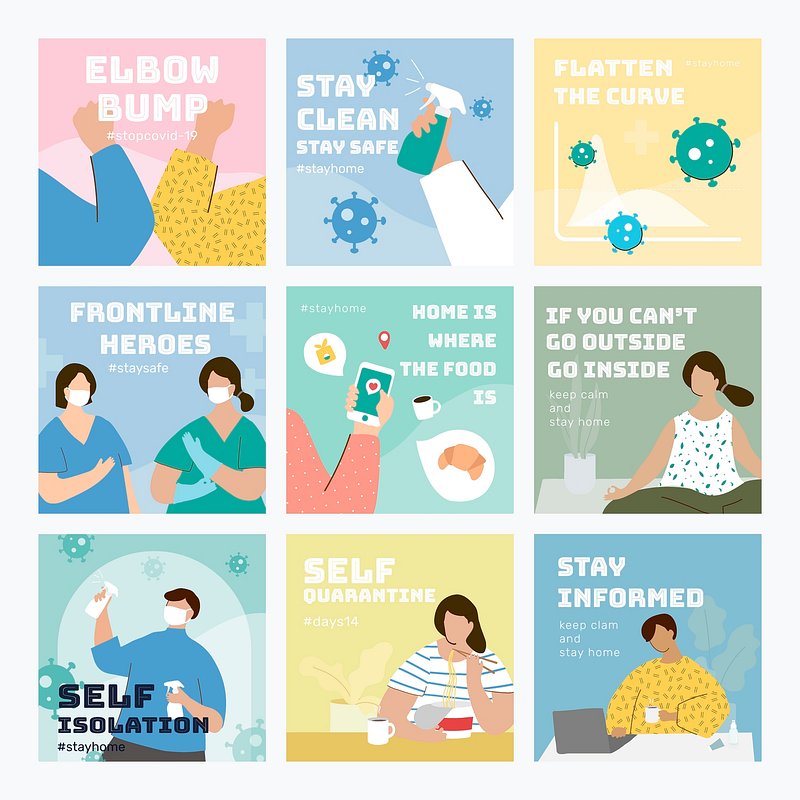 ELBOW
BUMP
#stopcovid-19
STAY
CLEAN
STAY SAFE
#stayhome
FLATTEN #stayhome
THE CURVE
FRONTLINE
HEROES
#staysafe
#stayhome
HOME IS
WHERE
THE FOOD
IS
IF YOU CAN'T
GO OUTSIDE
GO INSIDE
keep calm
and
stay home
SELF
ISOLATION
#stayhome
SELF
QUARANTINE
#days14
STAY
INFORMED
keep clam
and
stay home